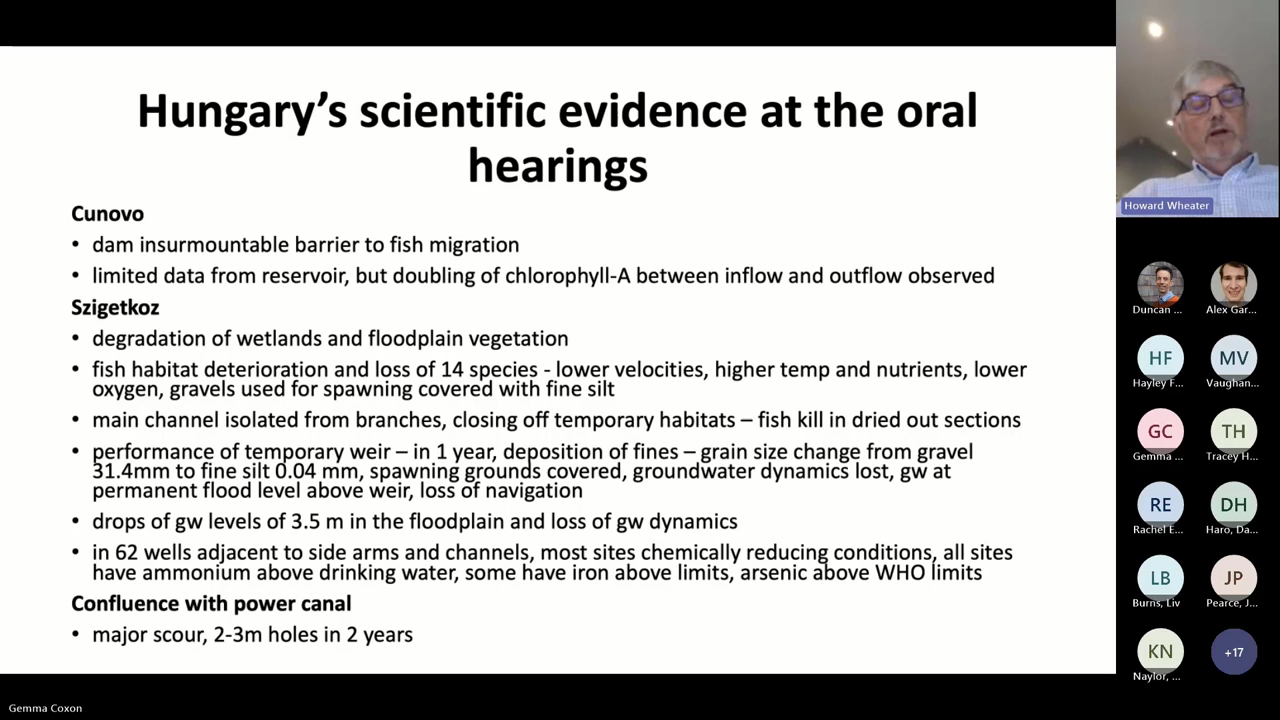 Hungary's scientific evidence at the oral
hearings
Cunovo
• dam insurmountable barrier to fish migration
• limited data from reservoir, but doubling of chlorophyll-A between inflow and outflow observed
Szigetkoz
• degradation of wetlands and floodplain vegetation
• fish habitat deterioration and loss of 14 species - lower velocities, higher temp and nutrients, lower
oxygen, gravels used for spawning covered with fine silt
• main channel isolated from branches, closing off temporary habitats – fish kill in dried out sections
• performance of temporary weir – in 1 year, deposition of fines – grain size change from gravel
31.4mm to fine silt 0.04 mm, spawning grounds covered, groundwater dynamics lost, gw at
permanent flood level above weir, loss of navigation
• drops of gw levels of 3.5 m in the floodplain and loss of gw dynamics
• in 62 wells adjacent to side arms and channels, most sites chemically reducing conditions, all sites
have ammonium above drinking water, some have iron above limits, arsenic above WHO limits
Confluence with power canal
• major scour, 2-3m holes in 2 years
Howard Wheater
Duncan ...
Alex Gar...
HF
Hayley F...
MV
Vaughan...
GC
Gemma ...
TH
Tracey H...
RE
Rachel E...
DH
Haro, Da...
LB
Burns, Liv
JP
Pearce, J...
KN
Naylor, ...
+17
Gemma Coxon